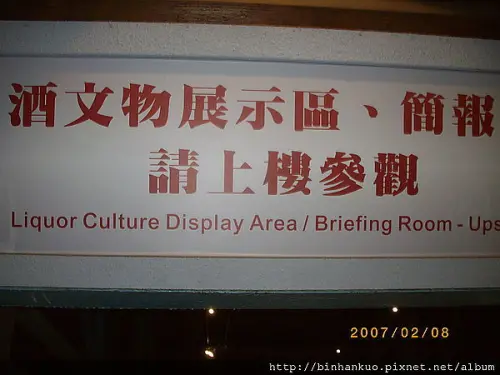 酒文物展示區、簡報
請上樓參觀
Liquor Culture Display Area / Briefing Room - Ups
2007/02/08
http://binhankuo.pixnet.net/album